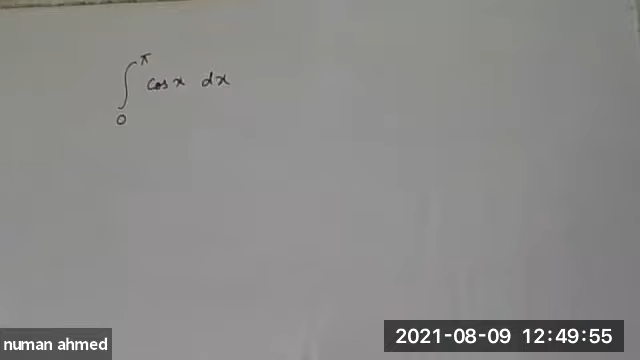 ∫₀^π cos x dx
numan ahmed
2021-08-09 12:49:55